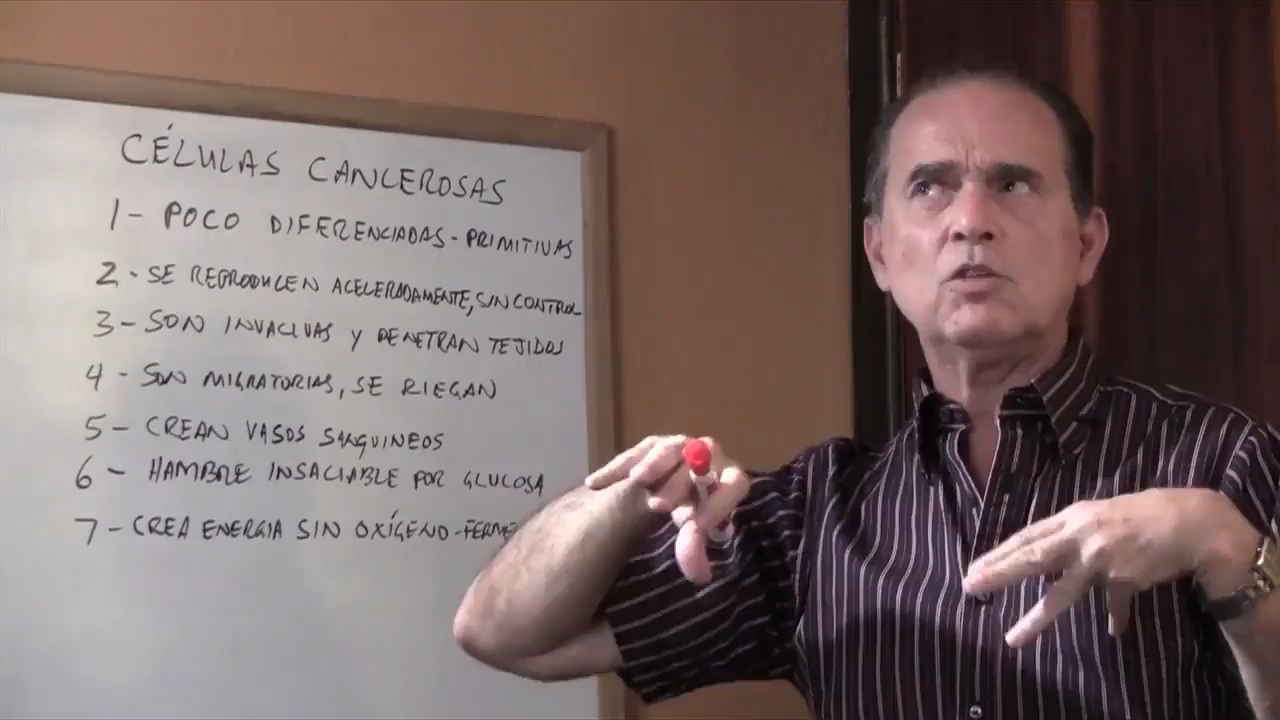 CÉLULAS CANCEROSAS
1- POCO DIFERENCIADAS-PRIMITIVAS
2- SE REPRODUCEN ACELERADAMENTE, SIN CONTROL
3- SON INVACIVAS Y PENETRAN TEJIDOS
4- SON MIGRATORIAS, SE RIEGAN
5- CREAN VASOS SANGUINEOS
6- HAMBRE INSACIABLE POR GLUCOSA
7- CREA ENERGIA SIN OXÍGENO-FERME